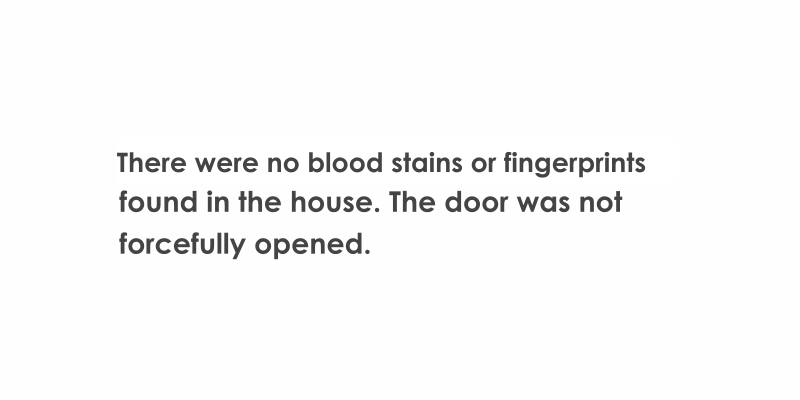 There were no blood stains or fingerprints
found in the house. The door was not
forcefully opened.